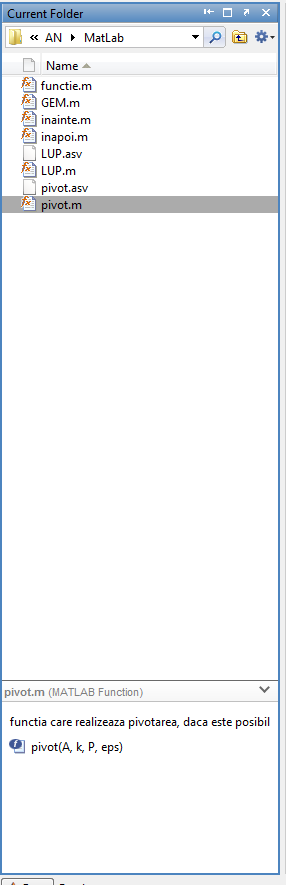 Current Folder
« AN MatLab
Name
functie.m
GEM.m
inainte.m
inapoi.m
LUP.asv
LUP.m
pivot.asv
pivot.m
pivot.m (MATLAB Function)
functia care realizeaza pivotarea, daca este posibil
pivot(A, k, P, eps)